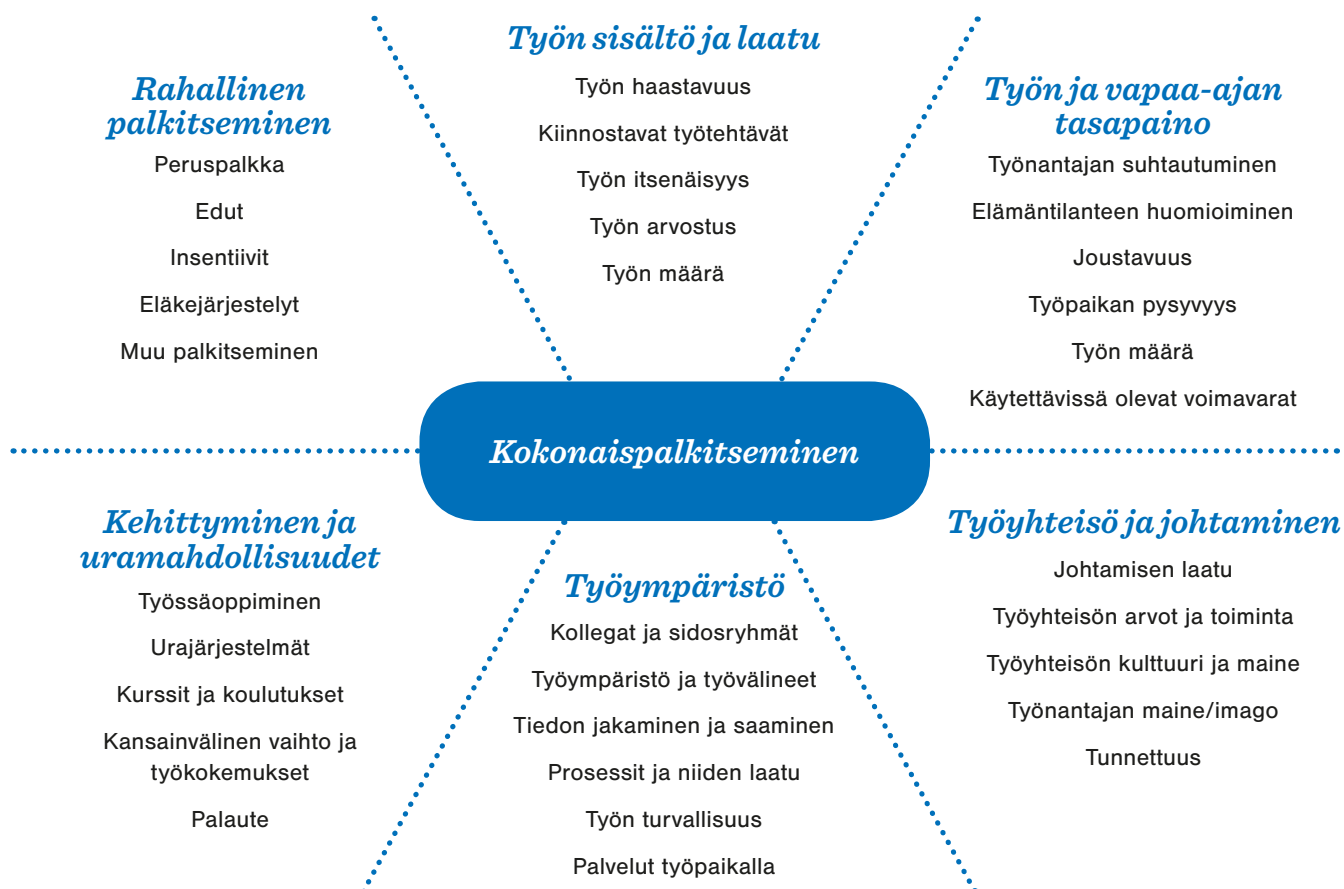 Rahallinen
palkitseminen
Peruspalkka
Edut
Insentiivit
Eläkejärjestelyt
Muu palkitseminen
Työn sisältö ja laatu
Työn haastavuus
Kiinnostavat työtehtävät
Työn itsenäisyys
Työn arvostus
Työn määrä
Työn ja vapaa-ajan
tasapaino
Työnantajan suhtautuminen
Elämäntilanteen huomioiminen
Joustavuus
Työpaikan pysyvyys
Työn määrä
Käytettävissä olevat voimavarat
Kokonaispalkitseminen
Kehittyminen ja
uramahdollisuudet
Työssäoppiminen
Urajärjestelmät
Kurssit ja koulutukset
Kansainvälinen vaihto ja
työkokemukset
Palaute
Työympäristö
Kollegat ja sidosryhmät
Työympäristö ja työvälineet
Tiedon jakaminen ja saaminen
Prosessit ja niiden laatu
Työn turvallisuus
Palvelut työpaikalla
Työyhteisö ja johtaminen
Johtamisen laatu
Työyhteisön arvot ja toiminta
Työyhteisön kulttuuri ja maine
Työnantajan maine/imago
Tunnettuus